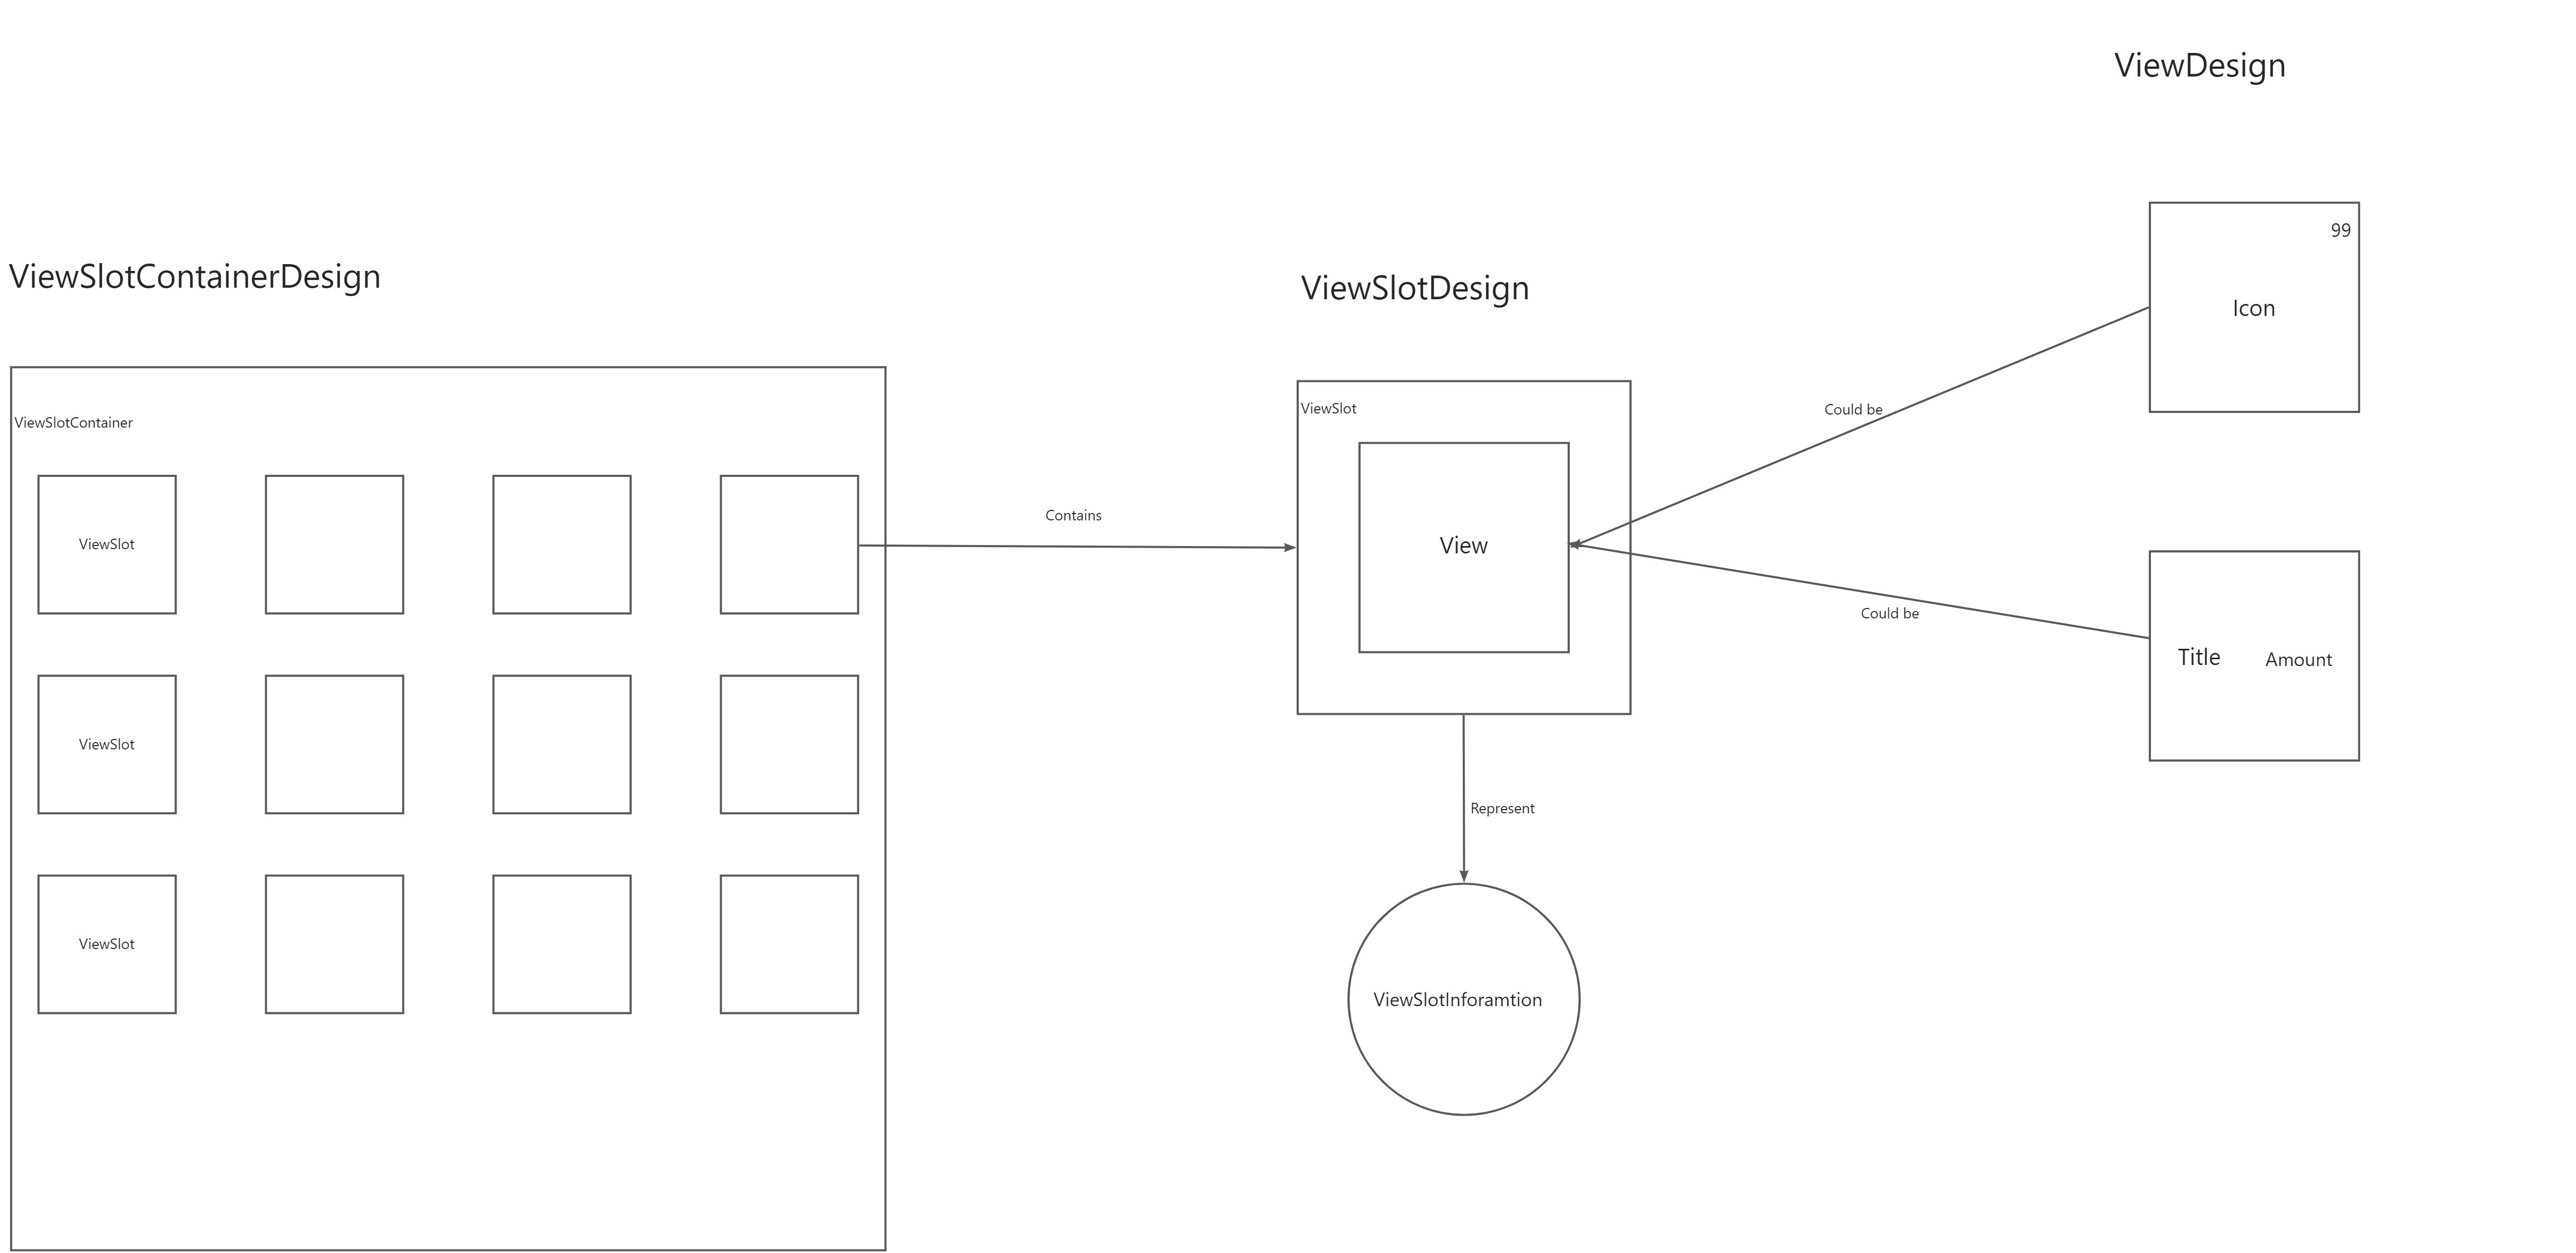 ViewDesign
99
Icon
ViewSlotContainerDesign
ViewSlotDesign
ViewSlotContainer
ViewSlot
Could be
ViewSlot
Contains
View
Could be
Title
Amount
ViewSlot
Represent
ViewSlot
ViewSlotInforamtion